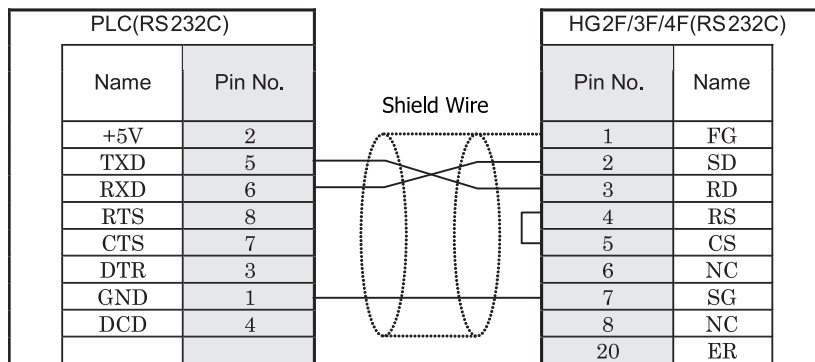 PLC(RS232C) HG2F/3F/4F(RS232C)
Name Pin No. Shield Wire Pin No. Name
+5V 2 1 FG
TXD 5 2 SD
RXD 6 3 RD
RTS 8 4 RS
CTS 7 5 CS
DTR 3 6 NC
GND 1 7 SG
DCD 4 8 NC
20 ER